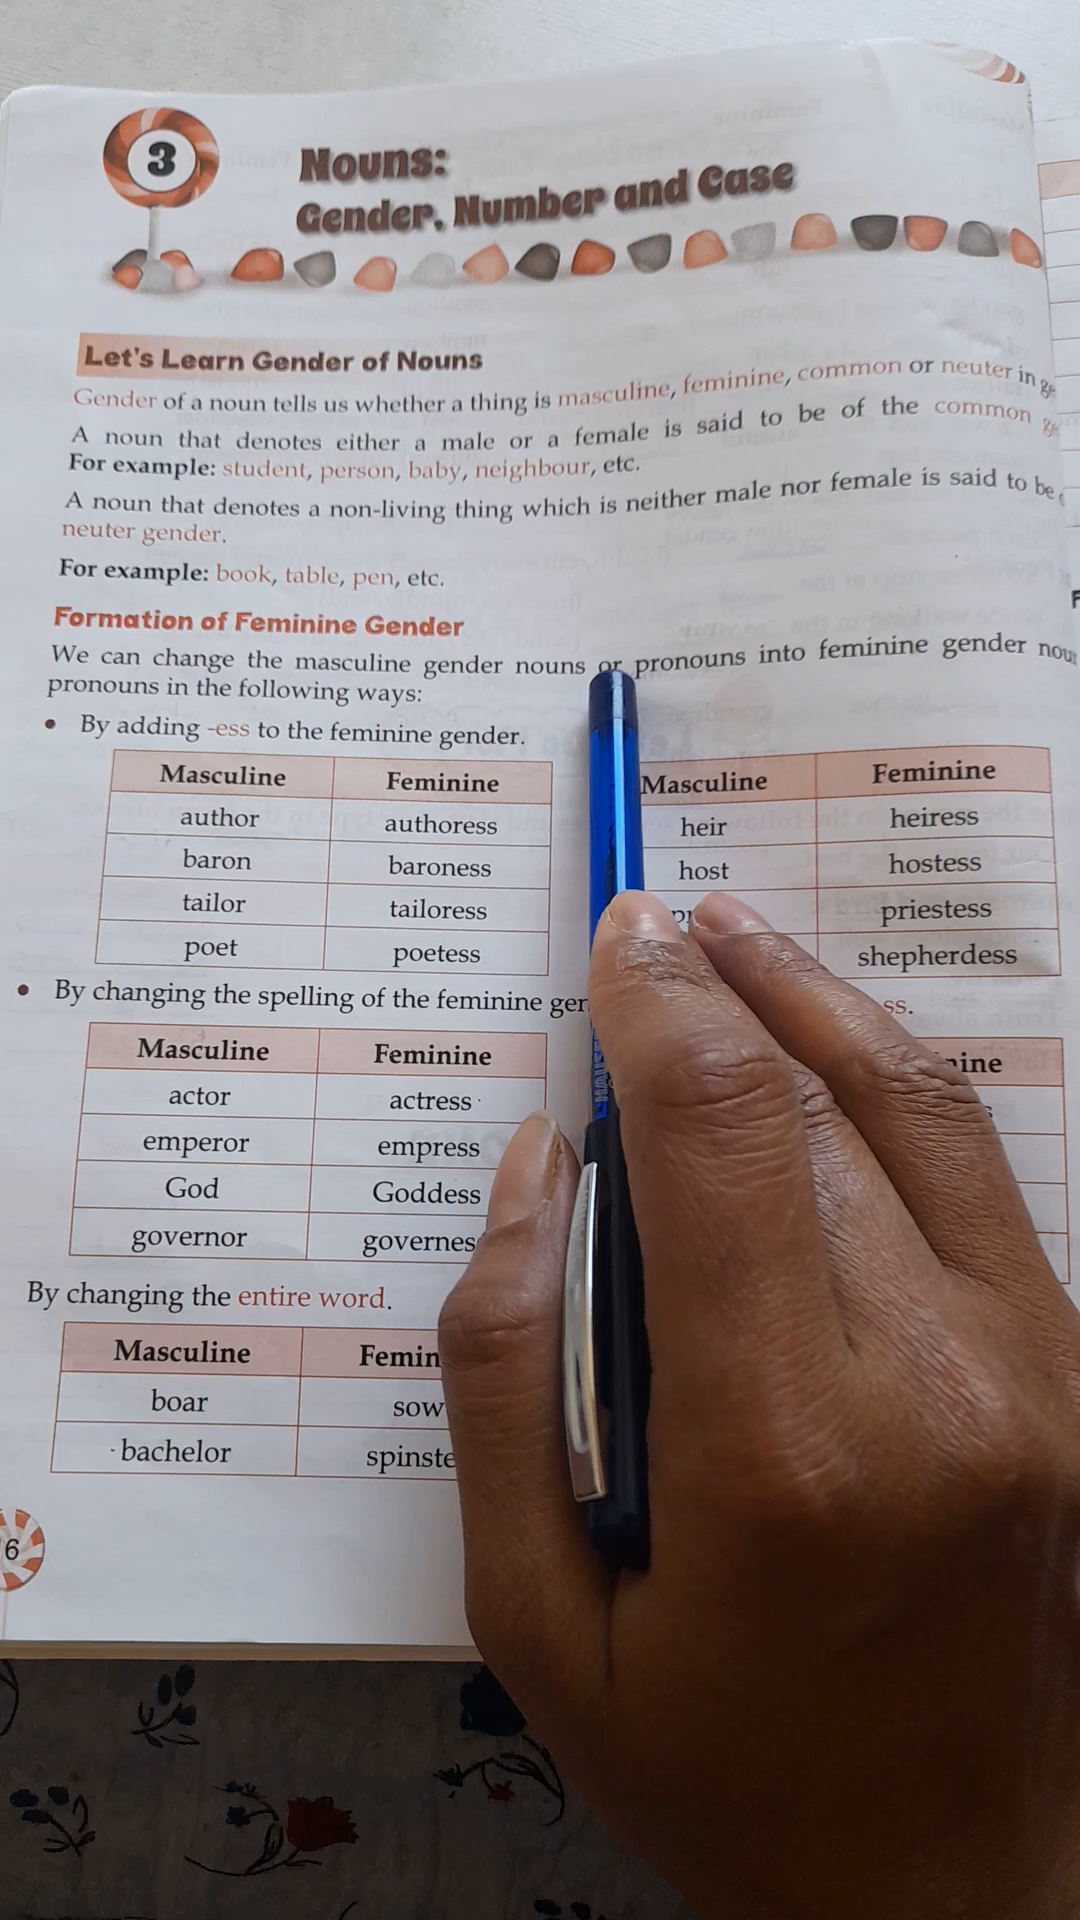 3
Nouns:
Gender, Number and Case
Let's Learn Gender of Nouns
Gender of a noun tells us whether a thing is masculine, feminine, common or neuter in
A noun that denotes either a male or a female is said to be of the common
For example: student, person, baby, neighbour, etc.
A noun that denotes a non-living thing which is neither male nor female is said to be
neuter gender.
For example: book, table, pen, etc.
Formation of Feminine Gender
We can change the masculine gender nouns or pronouns into feminine gender
pronouns in the following ways:
• By adding -ess to the feminine gender.
Masculine Feminine
author authoress
baron baroness
tailor tailoress
poet poetess
Masculine Feminine
heir heiress
host hostess
priestess
shepherdess
• By changing the spelling of the feminine
Masculine Feminine
actor actress
emperor empress
God Goddess
governor
By changing the entire word.
Masculine
boar sow
bachelor
6